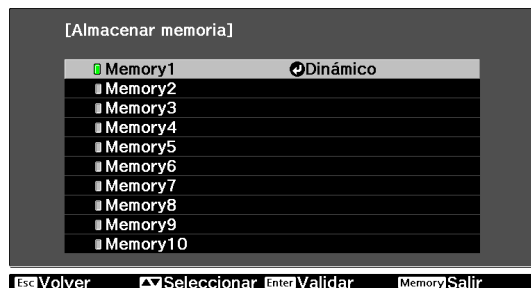 [Almacenar memoria]
Memory1 Dinámico
Memory2
Memory3
Memory4
Memory5
Memory6
Memory7
Memory8
Memory9
Memory10
Esc Volver Seleccionar Enter Validar Memory Salir